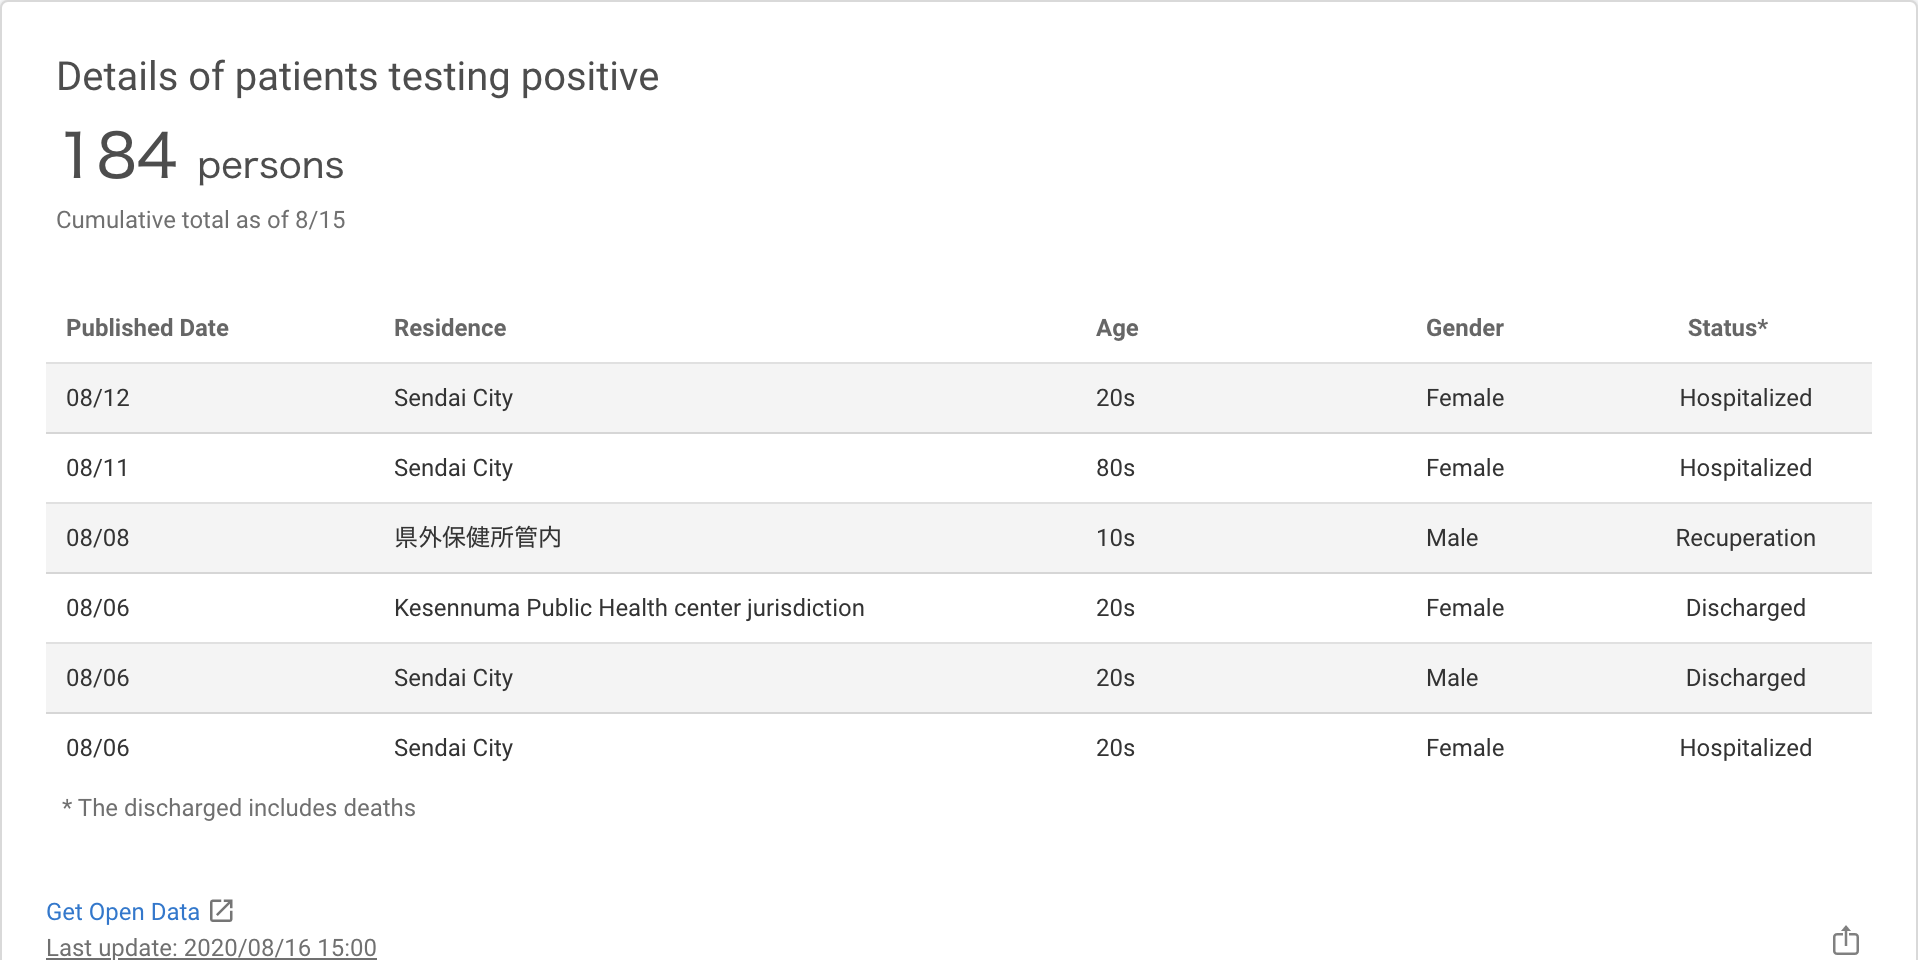 Details of patients testing positive
184 persons
Cumulative total as of 8/15
Published Date Residence Age Gender Status*
08/12 Sendai City 20s Female Hospitalized
08/11 Sendai City 80s Female Hospitalized
08/08 県外保健所管内 10s Male Recuperation
08/06 Kesennuma Public Health center jurisdiction 20s Female Discharged
08/06 Sendai City 20s Male Discharged
08/06 Sendai City 20s Female Hospitalized
* The discharged includes deaths
Get Open Data
Last update: 2020/08/16 15:00